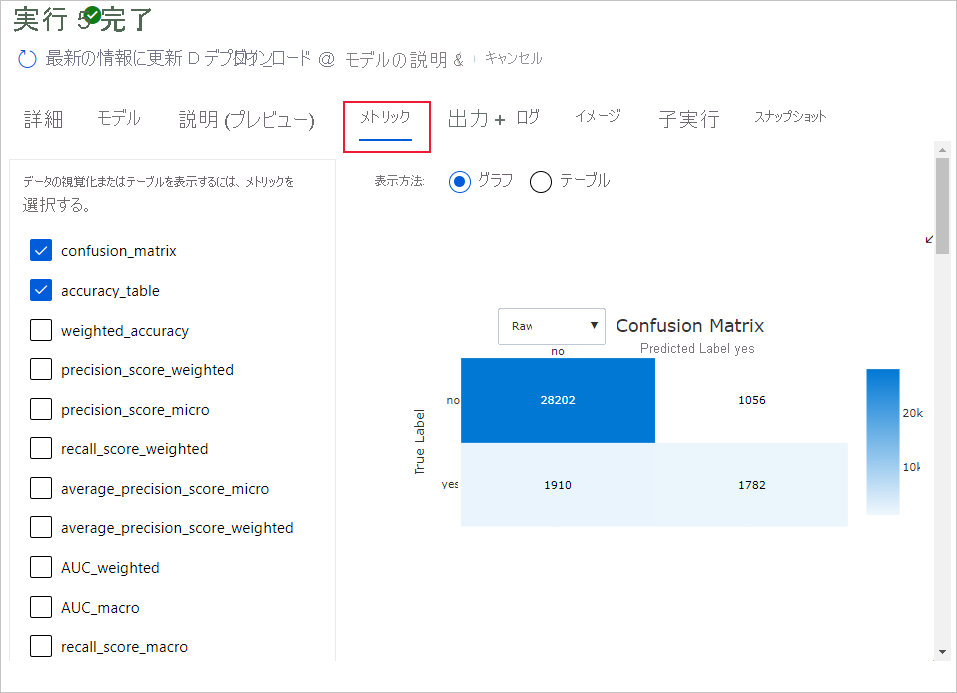 実行 5 完了
最新の情報に更新 D デプロイ ダウンロード @ モデルの説明 & キャンセル
詳細 モデル 説明 (プレビュー) メトリック 出力 + ログ イメージ 子実行 スナップショット
データの視覚化またはテーブルを表示するには、メトリックを
選択する。
表示方法: グラフ テーブル
confusion_matrix
accuracy_table
weighted_accuracy
precision_score_weighted
precision_score_micro
recall_score_weighted
average_precision_score_micro
average_precision_score_weighted
AUC_weighted
AUC_macro
recall_score_macro
Raw Confusion Matrix
no Predicted Label yes
True Label
no 28202 1056
yes 1910 1782
20k
10k